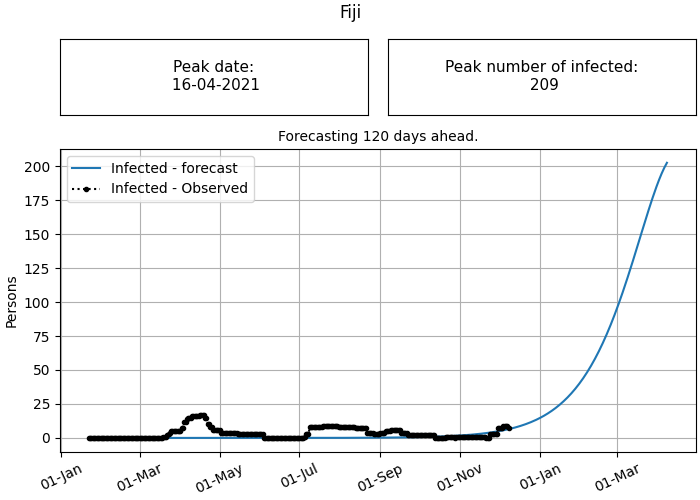 Fiji
Peak date:
16-04-2021
Peak number of infected:
209
Forecasting 120 days ahead.
Infected - forecast
Infected - Observed
Persons
200
175
150
125
100
75
50
25
0
01-Jan
01-Mar
01-May
01-Jul
01-Sep
01-Nov
01-Jan
01-Mar